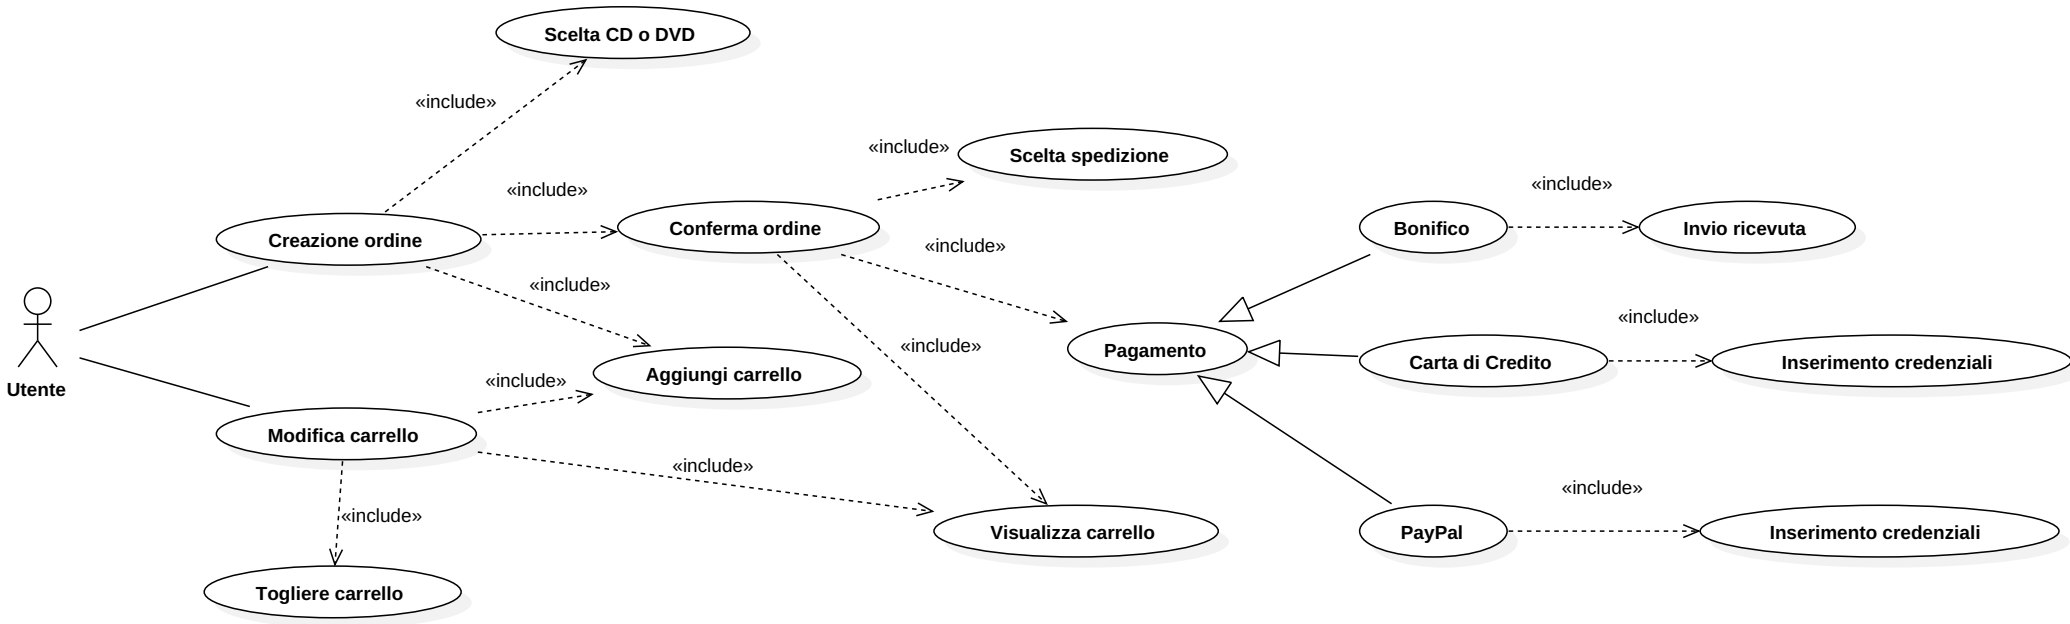 Scelta CD o DVD
«include»
«include»
Scelta spedizione
«include»
«include»
Creazione ordine
Conferma ordine
Bonifico
Invio ricevuta
«include»
«include»
«include»
«include»
Pagamento
Carta di Credito
Inserimento credenziali
Utente
«include»
Aggiungi carrello
Modifica carrello
«include»
«include»
«include»
Visualizza carrello
PayPal
Inserimento credenziali
Togliere carrello